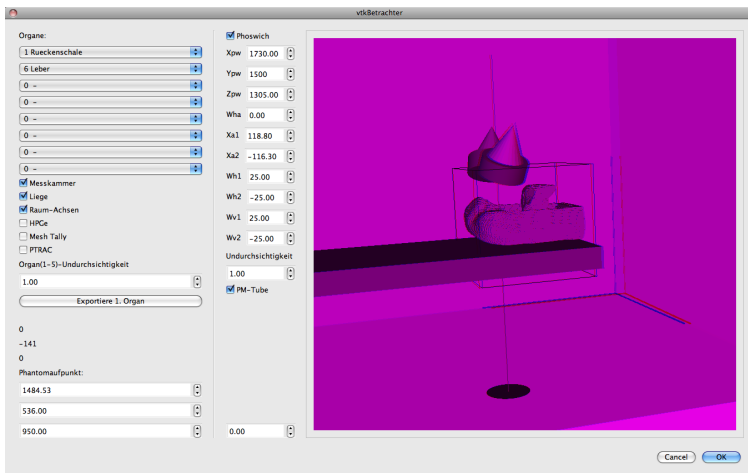 vtkBetrachter
Organe:
1 Rueckenschale
6 Leber
0 -
0 -
0 -
0 -
0 -
0 -
Messkammer
Liege
Raum-Achsen
HPGe
Mesh Tally
PTRAC
Organ(1-5)-Undurchsichtigkeit
1.00
Exportiere 1. Organ
0
-141
0
Phantomaufpunkt:
1484.53
536.00
950.00
Phoswich
Xpw 1730.00
Ypw 1500
Zpw 1305.00
Wha 0.00
Xa1 118.80
Xa2 -116.30
Wh1 25.00
Wh2 -25.00
Wv1 25.00
Wv2 -25.00
Undurchsichtigkeit
1.00
PM-Tube
0.00
Cancel
OK